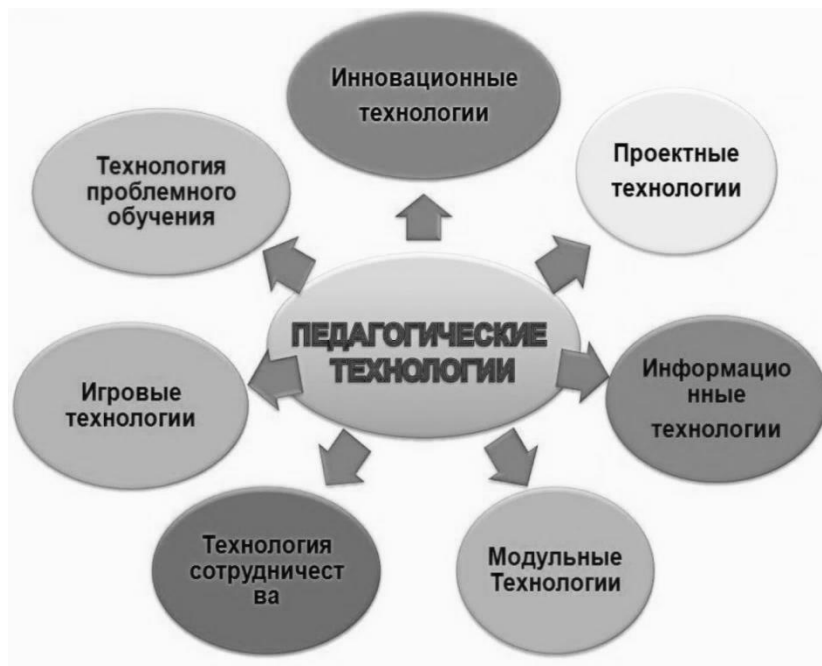 Инновационные
технологии
Проектные
технологии
Технология
проблемного
обучения
ПЕДАГОГИЧЕСКИЕ
ТЕХНОЛОГИИ
Информацио
нные
технологии
Игровые
технологии
Технология
сотрудничест
ва
Модульные
Технологии